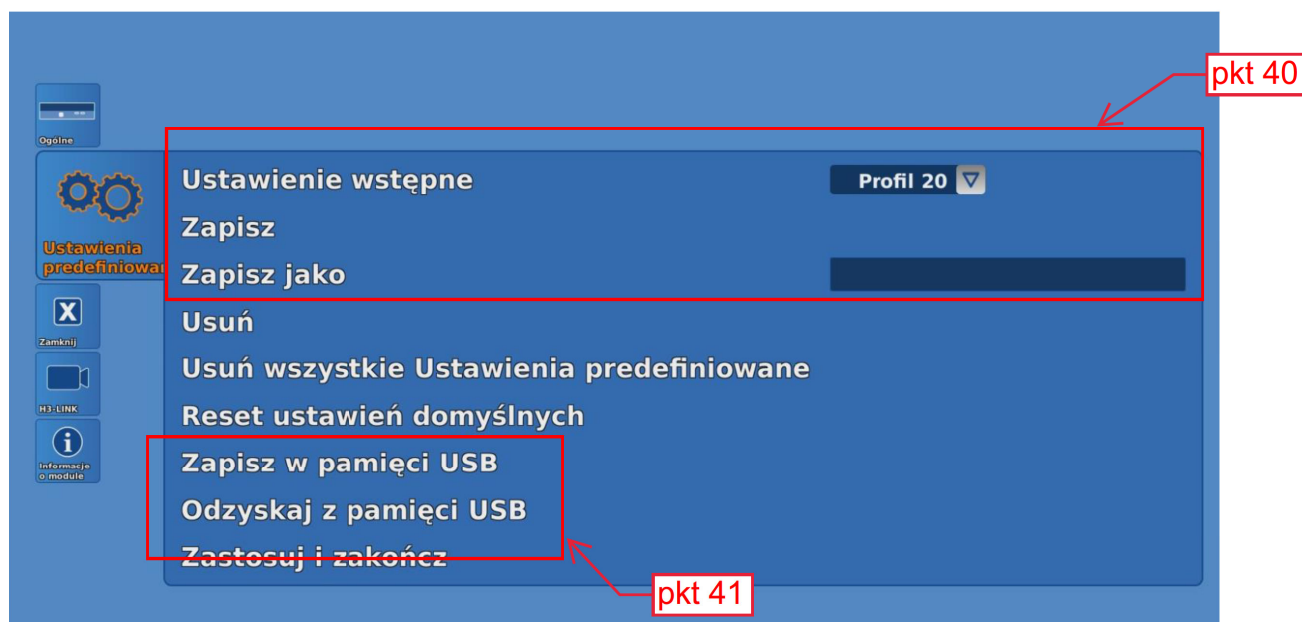 pkt 40
Ogólne
Ustawienie wstępne
Profil 20
Zapisz
Ustawienia
predefiniowa
Zapisz jako
Usuń
Zamknij
Usuń wszystkie Ustawienia predefiniowane
H3-LINK
Reset ustawień domyślnych
Informacje
o module
Zapisz w pamięci USB
Odzyskaj z pamięci USB
Zastosuj i zakończ
pkt 41